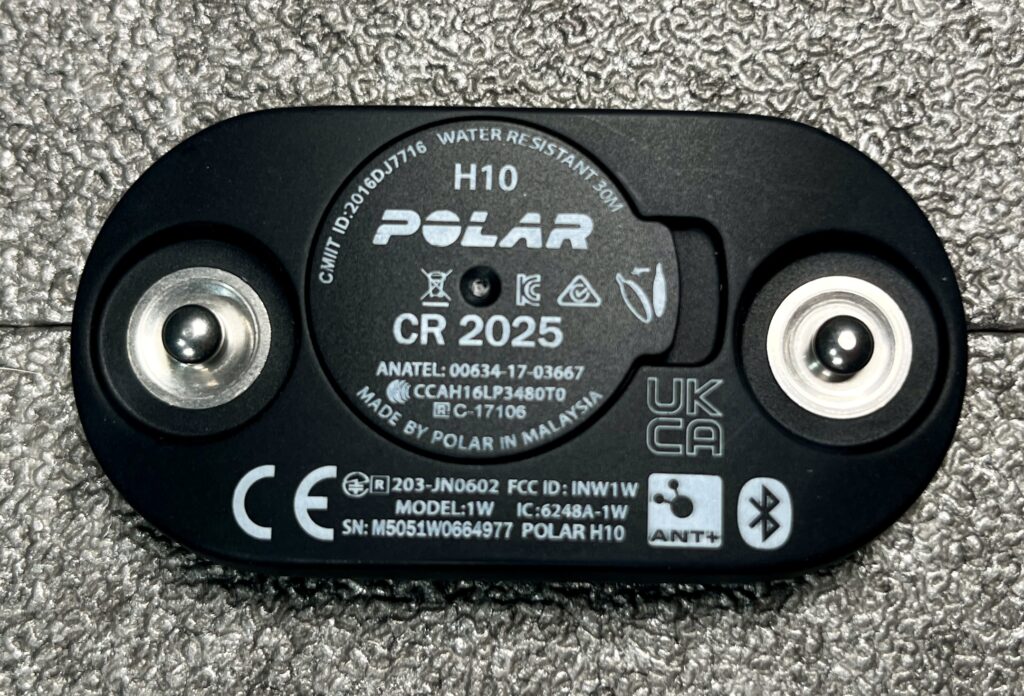 CMIIT ID:2016DJ7716 WATER RESISTANT 30M
H10
POLAR
CR 2025
ANATEL: 00634-17-03667
CCAH16LP3480T0
R C-17106
MADE BY POLAR IN MALAYSIA
UK
CA
CE
R 203-JN0602 FCC ID: INW1W
MODEL:1W IC:6248A-1W
SN: M5051W0664977 POLAR H10
ANT+